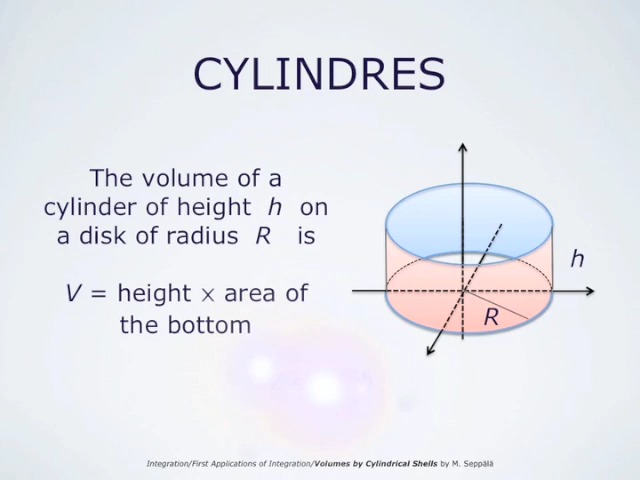 CYLINDRES
The volume of a
cylinder of height h on
a disk of radius R is
V = height × area of
the bottom
h
R
Integration/First Applications of Integration/Volumes by Cylindrical Shells by M. Seppälä